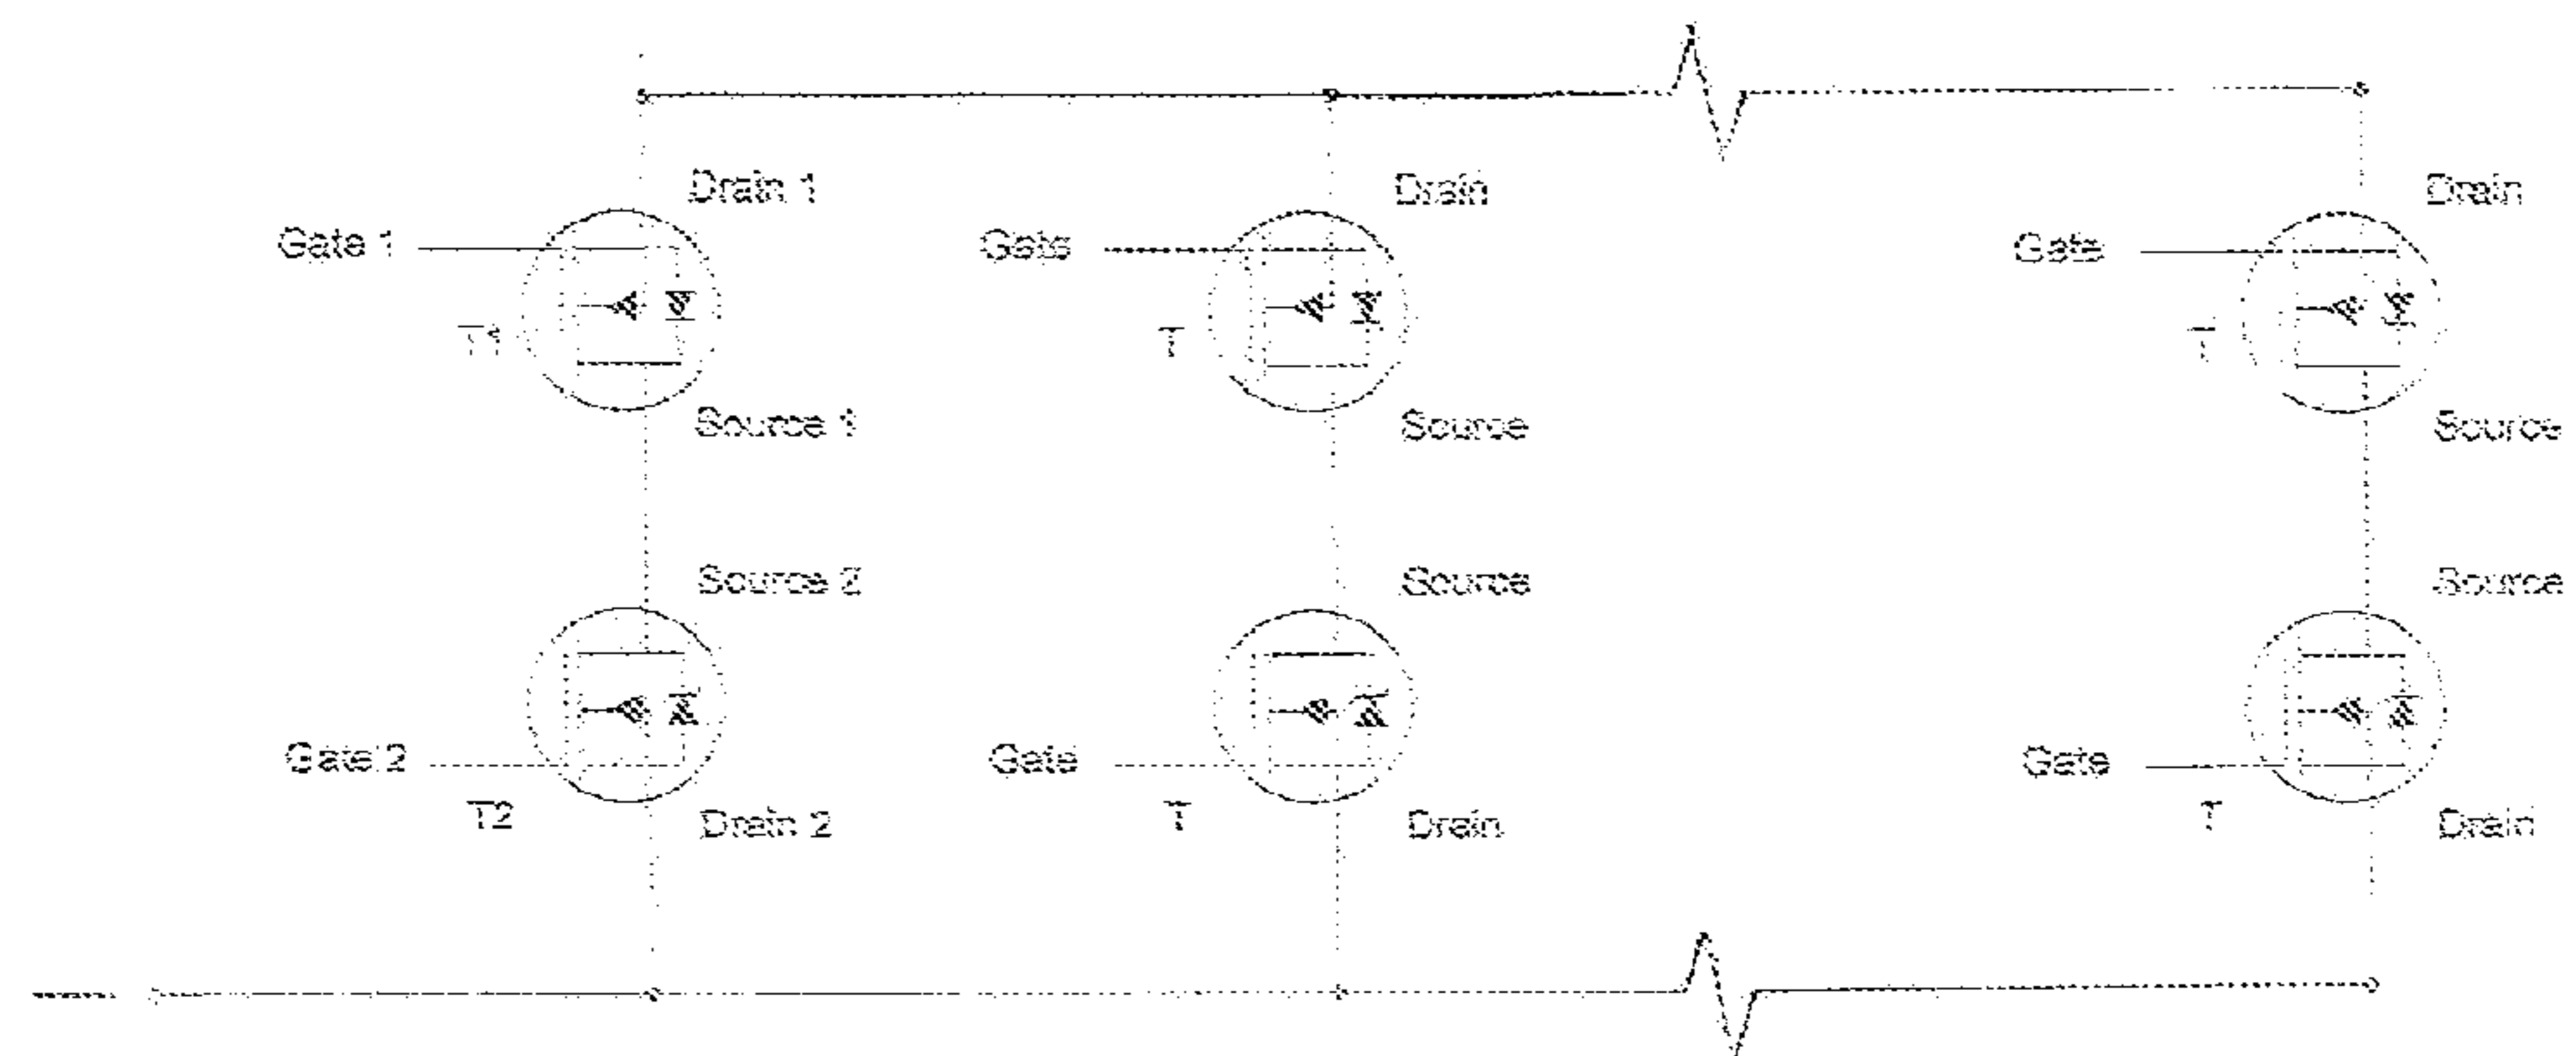 Drain 1
Drain
Drain
Gate 1
Gate
Gate
T1
T
T
Source 1
Source
Source
Source 2
Source
Source
Gate 2
Gate
Gate
T2
T
T
Drain 2
Drain
Drain